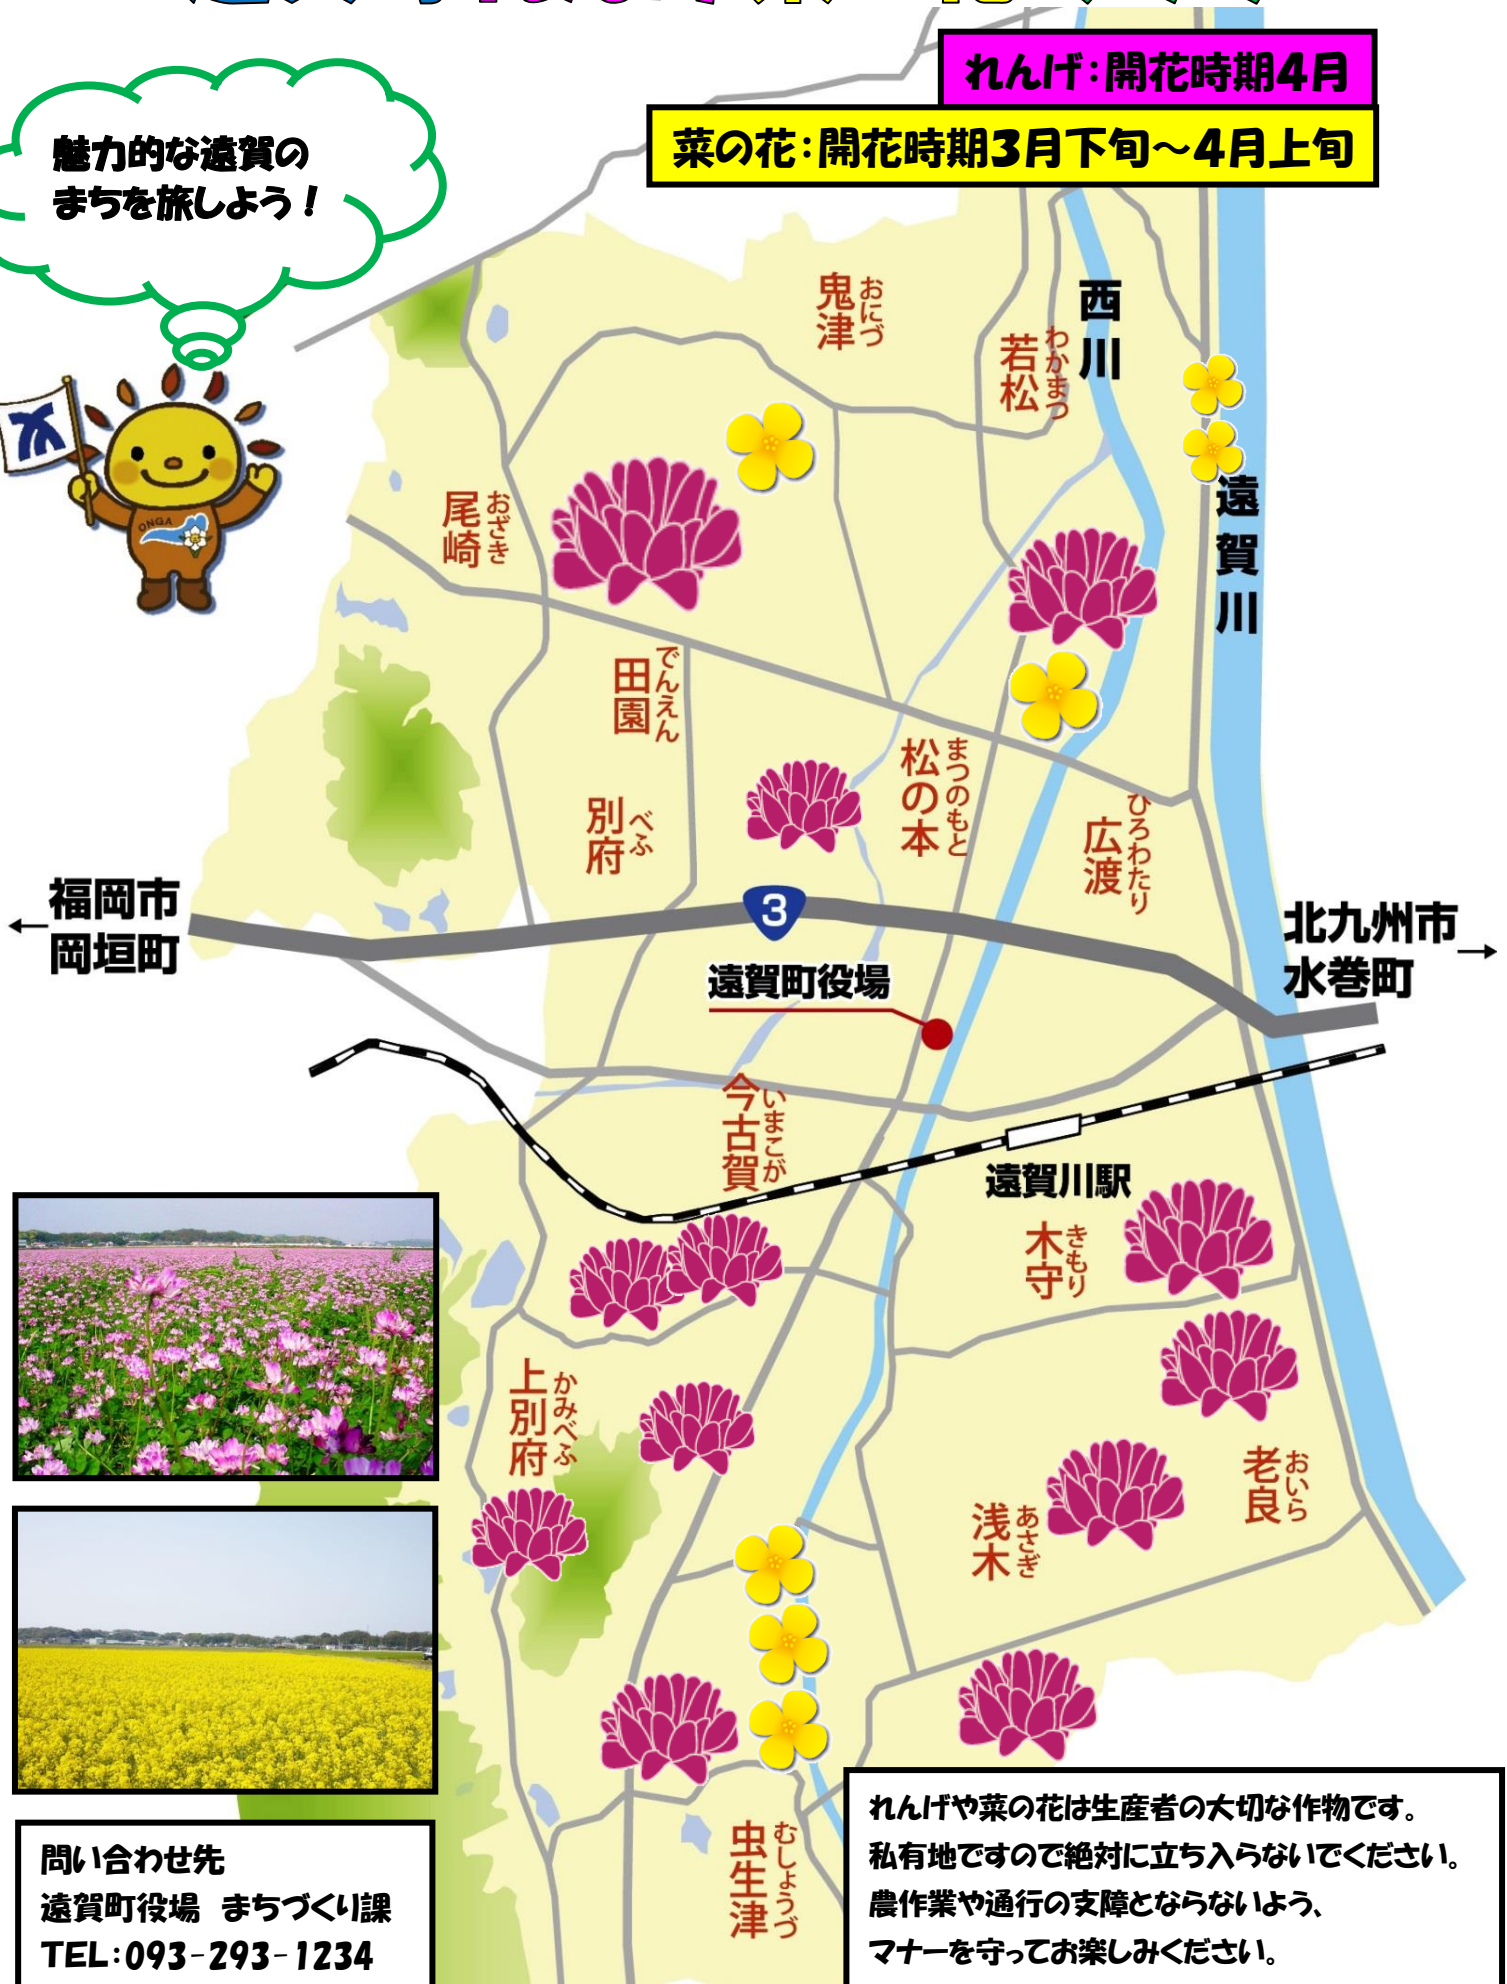 れんげ：開花時期4月
菜の花：開花時期3月下旬～4月上旬
魅力的な遠賀の
まちを旅しよう！
ONGA
鬼津
おにづ
若松
わかまつ
西川
遠賀川
尾崎
おざき
田園
でんえん
別府
べふ
松の本
まつのもと
広渡
ひろわたり
←福岡市
岡垣町
3
北九州市→
水巻町
遠賀町役場
今古賀
いまこが
遠賀川駅
木守
きもり
上別府
かみべふ
老良
おいら
浅木
あさぎ
虫生津
むしょうづ
問い合わせ先
遠賀町役場 まちづくり課
TEL：093-293-1234
れんげや菜の花は生産者の大切な作物です。
私有地ですので絶対に立ち入らないでください。
農作業や通行の支障とならないよう、
マナーを守ってお楽しみください。